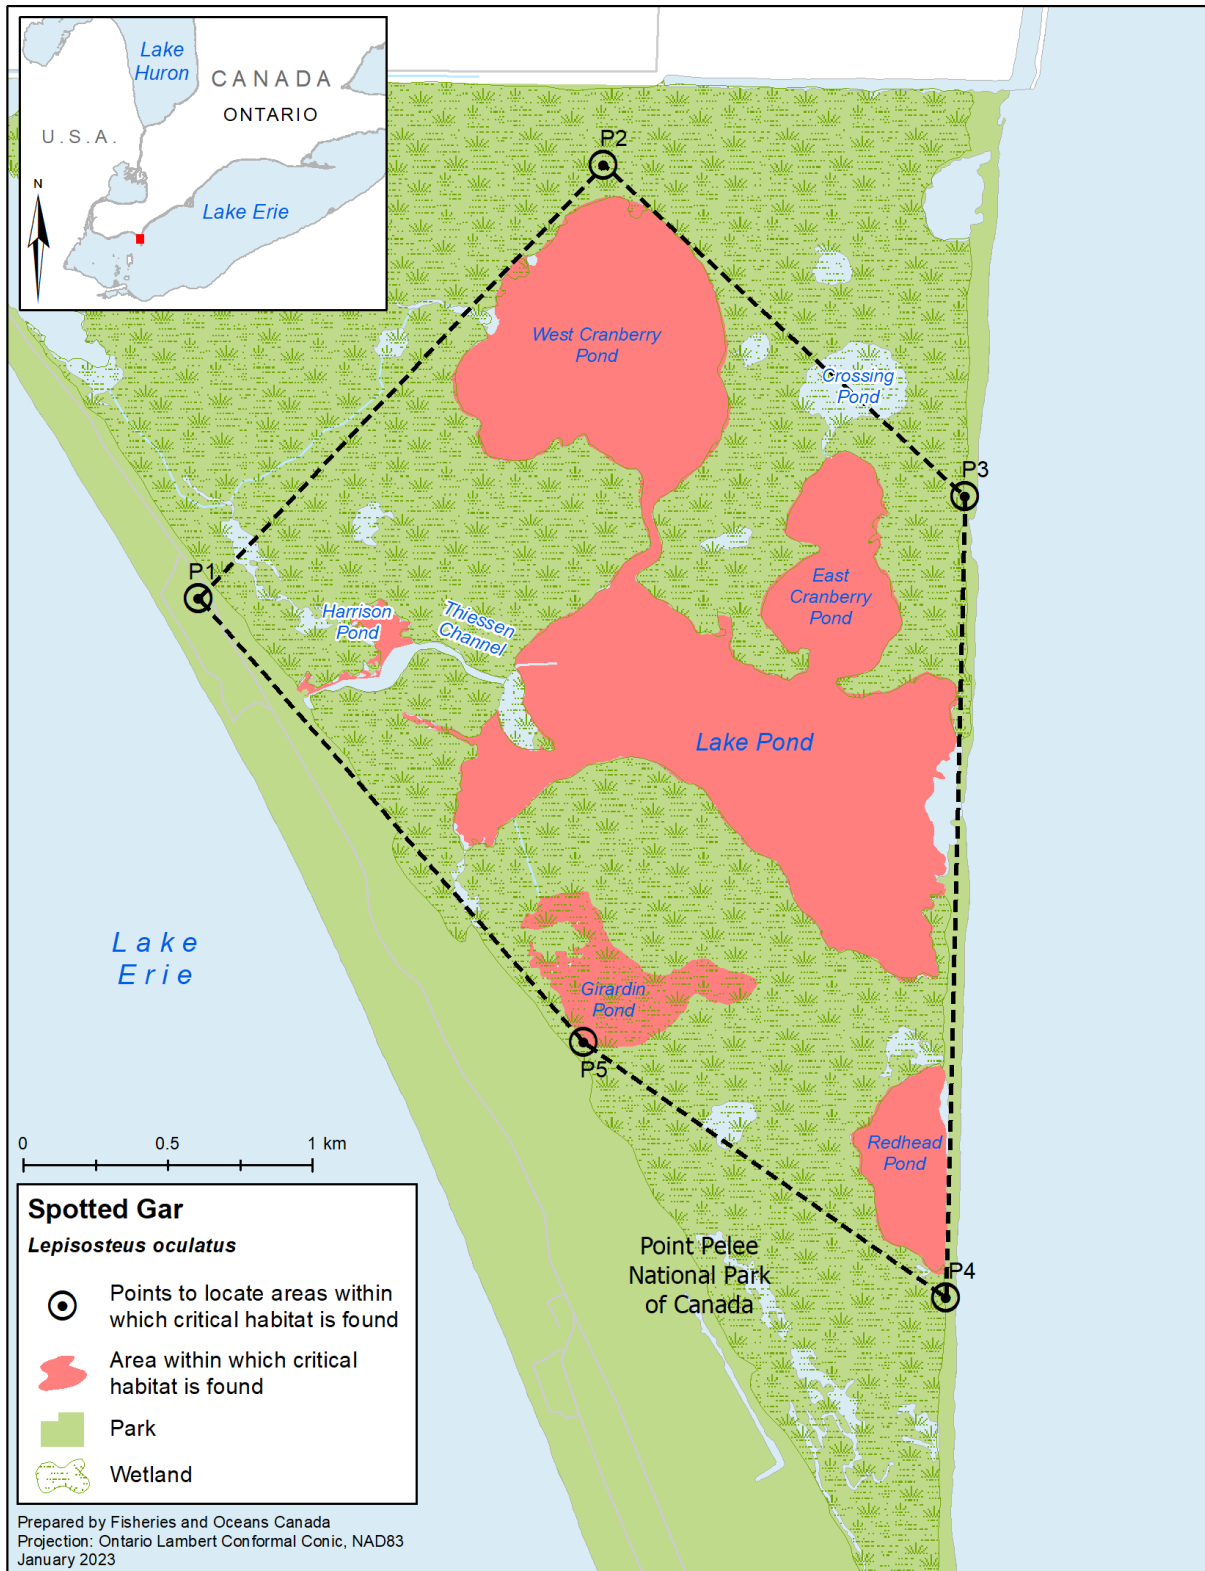 Lake
Huron
CANADA
ONTARIO
U.S.A.
N
Lake Erie
P2
West Cranberry
Pond
Crossing
Pond
P3
P1
East
Cranberry
Pond
Harrison
Pond
Thiessen
Channel
Lake Pond
Lake
Erie
Girardin
Pond
P5
Redhead
Pond
Point Pelee
National Park
of Canada
P4
0 0.5 1 km
Spotted Gar
Lepisosteus oculatus
Points to locate areas within
which critical habitat is found
Area within which critical
habitat is found
Park
Wetland
Prepared by Fisheries and Oceans Canada
Projection: Ontario Lambert Conformal Conic, NAD83
January 2023